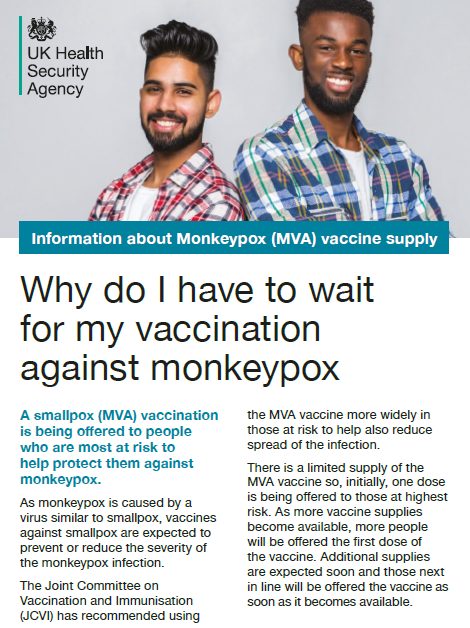 UK Health
Security
Agency
Information about Monkeypox (MVA) vaccine supply
Why do I have to wait
for my vaccination
against monkeypox
A smallpox (MVA) vaccination
is being offered to people
who are most at risk to
help protect them against
monkeypox.
As monkeypox is caused by a
virus similar to smallpox, vaccines
against smallpox are expected to
prevent or reduce the severity of
the monkeypox infection.
The Joint Committee on
Vaccination and Immunisation
(JCVI) has recommended using
the MVA vaccine more widely in
those at risk to help also reduce
spread of the infection.
There is a limited supply of the
MVA vaccine so, initially, one dose
is being offered to those at highest
risk. As more vaccine supplies
become available, more people
will be offered the first dose of
the vaccine. Additional supplies
are expected soon and those next
in line will be offered the vaccine as
soon as it becomes available.